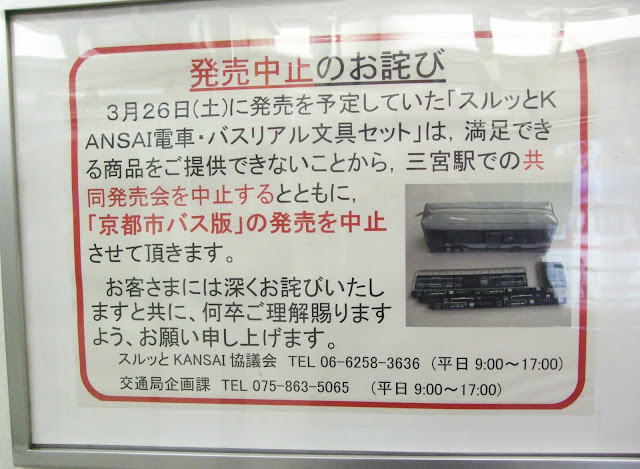 発売中止のお詫び
3月26日(土)に発売を予定していた「スルッとK
ANSAI電車・バスリアル文具セット」は，満足でき
る商品をご提供できないことから，三宮駅での共
同発売会を中止するとともに，
「京都市バス版」の発売を中止
させて頂きます。
お客さまには深くお詫びいたし
ますと共に、何卒ご理解賜ります
よう、お願い申し上げます。
スルッとKANSAI協議会 TEL 06-6258-3636（平日 9:00～17:00）
交通局企画課 TEL 075-863-5065 （平日 9:00～17:00）